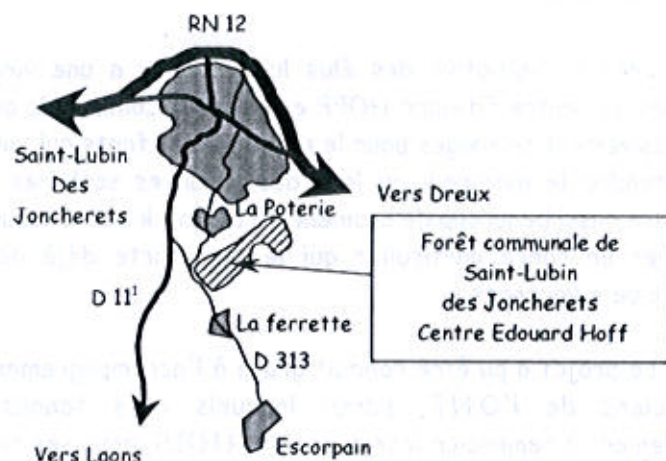 RN 12
Saint-Lubin
Des
Joncherets
La Poterie
Vers Dreux
Forêt communale de
Saint-Lubin
des Joncherets
Centre Edouard Hoff
D 11¹
La ferrette
D 313
Escorpain
Vers Laons